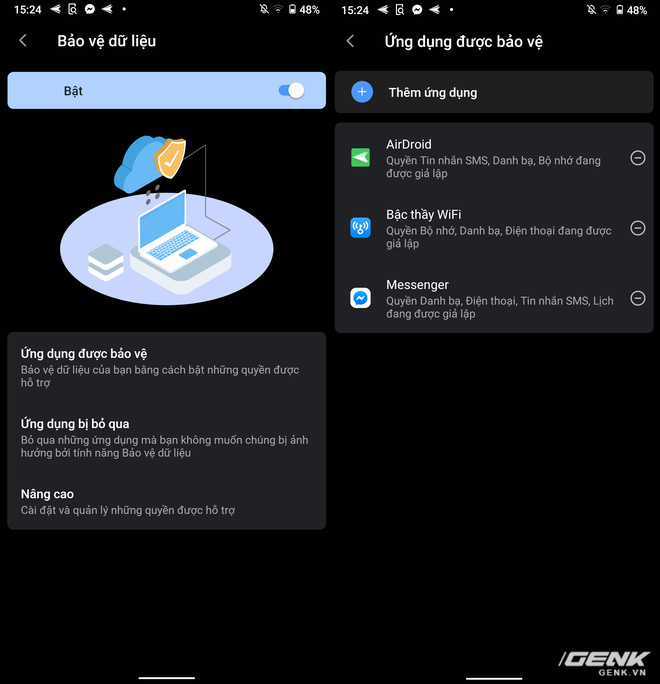 15:24
48%
Bảo vệ dữ liệu
Bật
Ứng dụng được bảo vệ
Bảo vệ dữ liệu của bạn bằng cách bật những quyền được
hỗ trợ
Ứng dụng bị bỏ qua
Bỏ qua những ứng dụng mà bạn không muốn chúng bị ảnh
hưởng bởi tính năng Bảo vệ dữ liệu
Nâng cao
Cài đặt và quản lý những quyền được hỗ trợ
15:24
48%
Ứng dụng được bảo vệ
Thêm ứng dụng
AirDroid
Quyền Tin nhắn SMS, Danh bạ, Bộ nhớ đang
được giả lập
Bậc thầy WiFi
Quyền Bộ nhớ, Danh bạ, Điện thoại đang được
giả lập
Messenger
Quyền Danh bạ, Điện thoại, Tin nhắn SMS, Lịch
đang được giả lập
GENK
GENK.VN